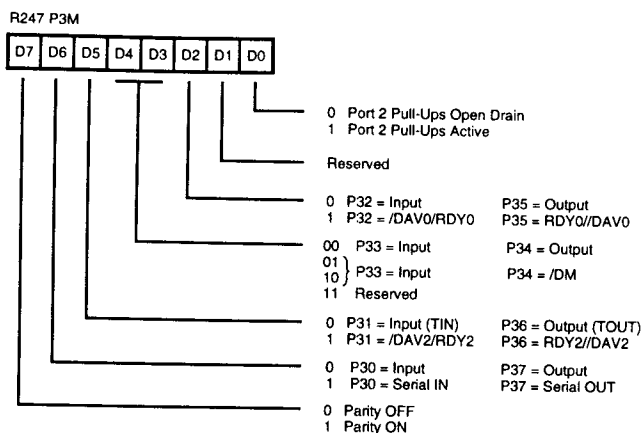 R247 P3M
D7 D6 D5 D4 D3 D2 D1 D0
0 Port 2 Pull-Ups Open Drain
1 Port 2 Pull-Ups Active
Reserved
0 P32 = Input P35 = Output
1 P32 = /DAV0/RDY0 P35 = RDY0//DAV0
00 P33 = Input P34 = Output
01
10 } P33 = Input P34 = /DM
11 Reserved
0 P31 = Input (TIN) P36 = Output (TOUT)
1 P31 = /DAV2/RDY2 P36 = RDY2//DAV2
0 P30 = Input P37 = Output
1 P30 = Serial IN P37 = Serial OUT
0 Parity OFF
1 Parity ON